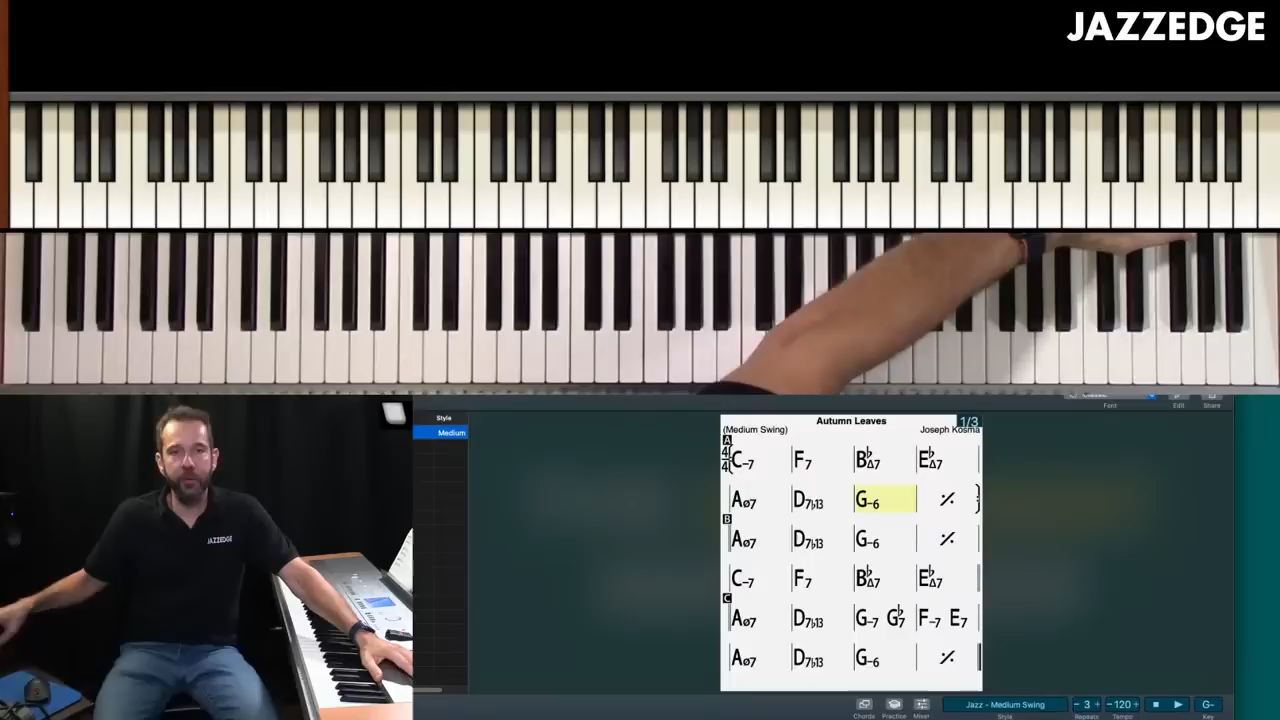 JAZZEDGE
JAZZEDGE
Style
Medium
Font
Edit
Share
Autumn Leaves
1/3
(Medium Swing)
Joseph Kosma
A
4/4 C-7 F7 B♭Δ7 E♭Δ7
Aø7 D7♭13 G-6 ٪
B
Aø7 D7♭13 G-6 ٪
C-7 F7 B♭Δ7 E♭Δ7
C
Aø7 D7♭13 G-7 G♭7 F-7 E7
Aø7 D7♭13 G-6 ٪
Jazz - Medium Swing
- 3 +
- 120 +
G-
Chords
Practice
Mixer
Style
Repeats
Tempo
Key